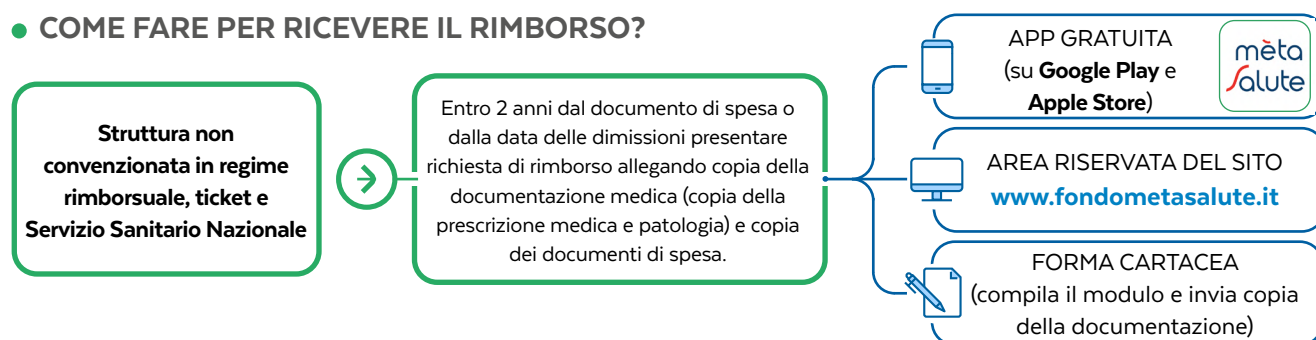 COME FARE PER RICEVERE IL RIMBORSO?
Struttura non
convenzionata in regime
rimborsuale, ticket e
Servizio Sanitario Nazionale
Entro 2 anni dal documento di spesa o
dalla data delle dimissioni presentare
richiesta di rimborso allegando copia della
documentazione medica (copia della
prescrizione medica e patologia) e copia
dei documenti di spesa.
APP GRATUITA
(su Google Play e
Apple Store)
mèta
Salute
AREA RISERVATA DEL SITO
www.fondometasalute.it
FORMA CARTACEA
(compila il modulo e invia copia
della documentazione)